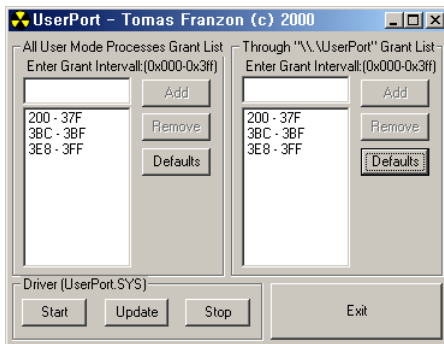 UserPort - Tomas Franzon (c) 2000
All User Mode Processes Grant List
Enter Grant Intervall:(0x000-0x3ff)
Add
200 - 37F
3BC - 3BF
3E8 - 3FF
Remove
Defaults
Through "\\.\UserPort" Grant List
Enter Grant Intervall:(0x000-0x3ff)
Add
200 - 37F
3BC - 3BF
3E8 - 3FF
Remove
Defaults
Driver (UserPort.SYS)
Start Update Stop
Exit